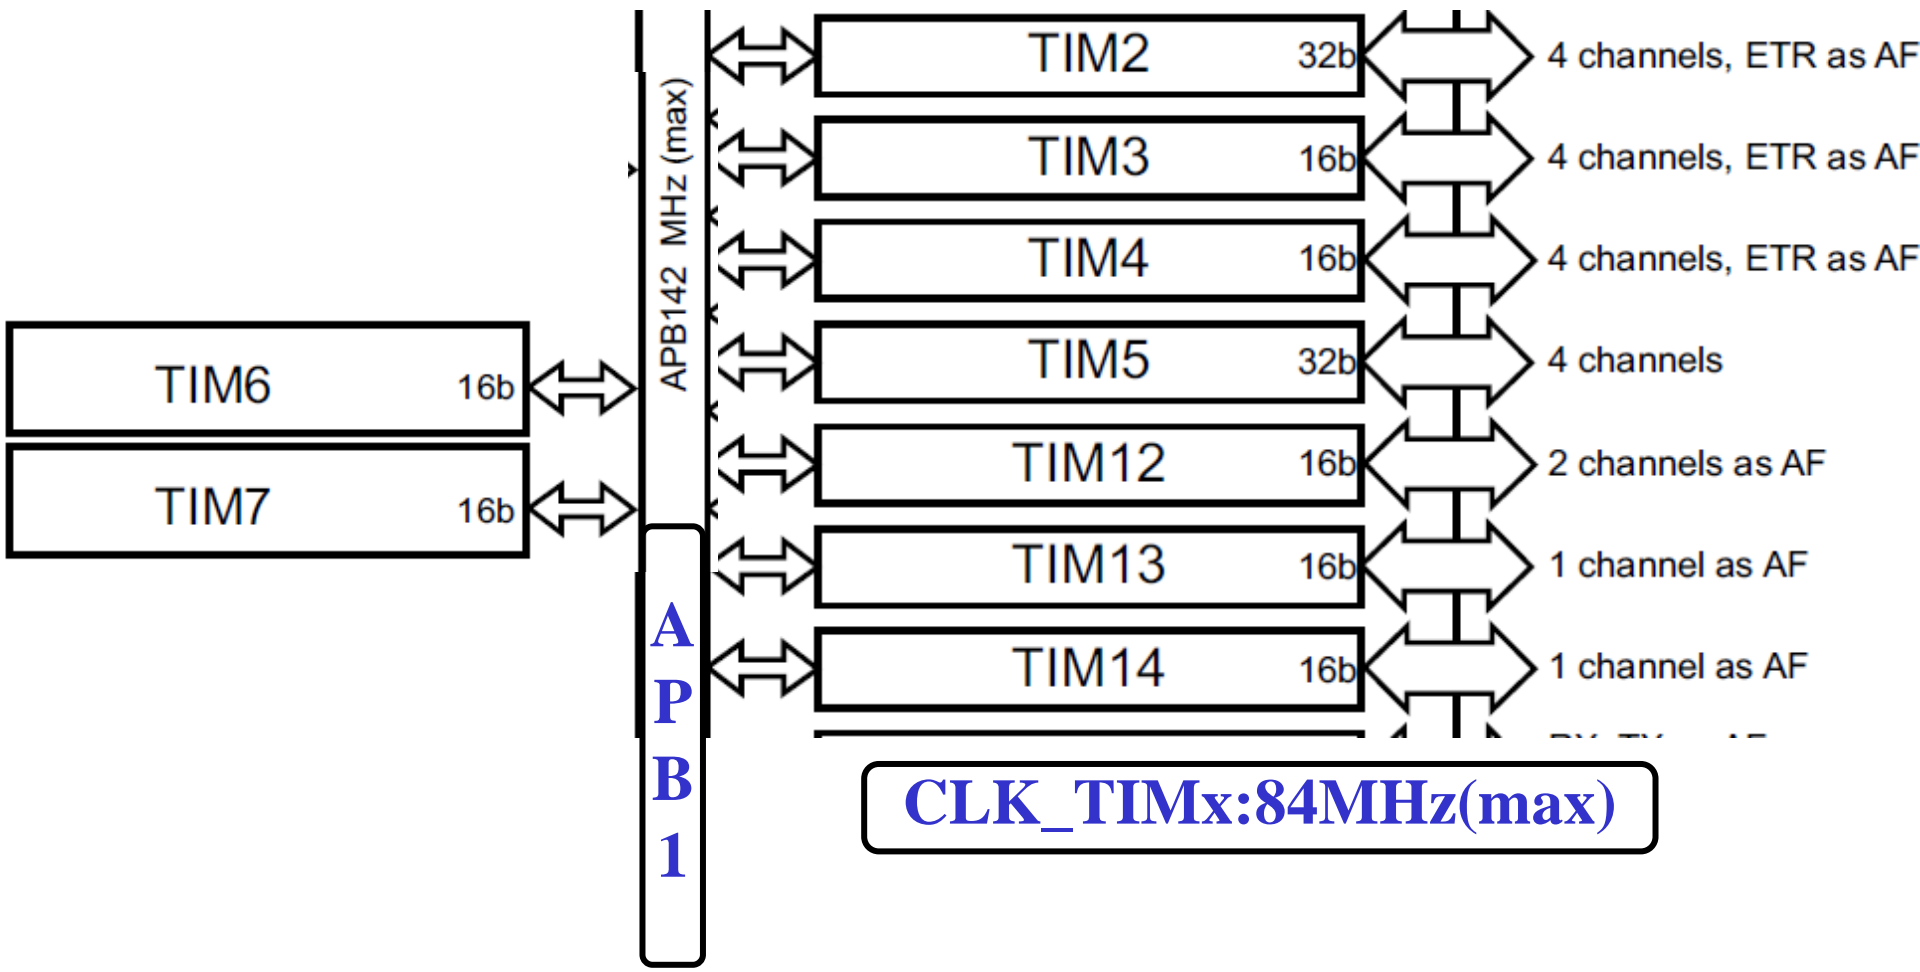 TIM2 32b 4 channels, ETR as AF
TIM3 16b 4 channels, ETR as AF
TIM4 16b 4 channels, ETR as AF
TIM5 32b 4 channels
TIM12 16b 2 channels as AF
TIM13 16b 1 channel as AF
TIM14 16b 1 channel as AF
APB142 MHz (max)
TIM6 16b
TIM7 16b
A
P
B
1
CLK_TIMx:84MHz(max)